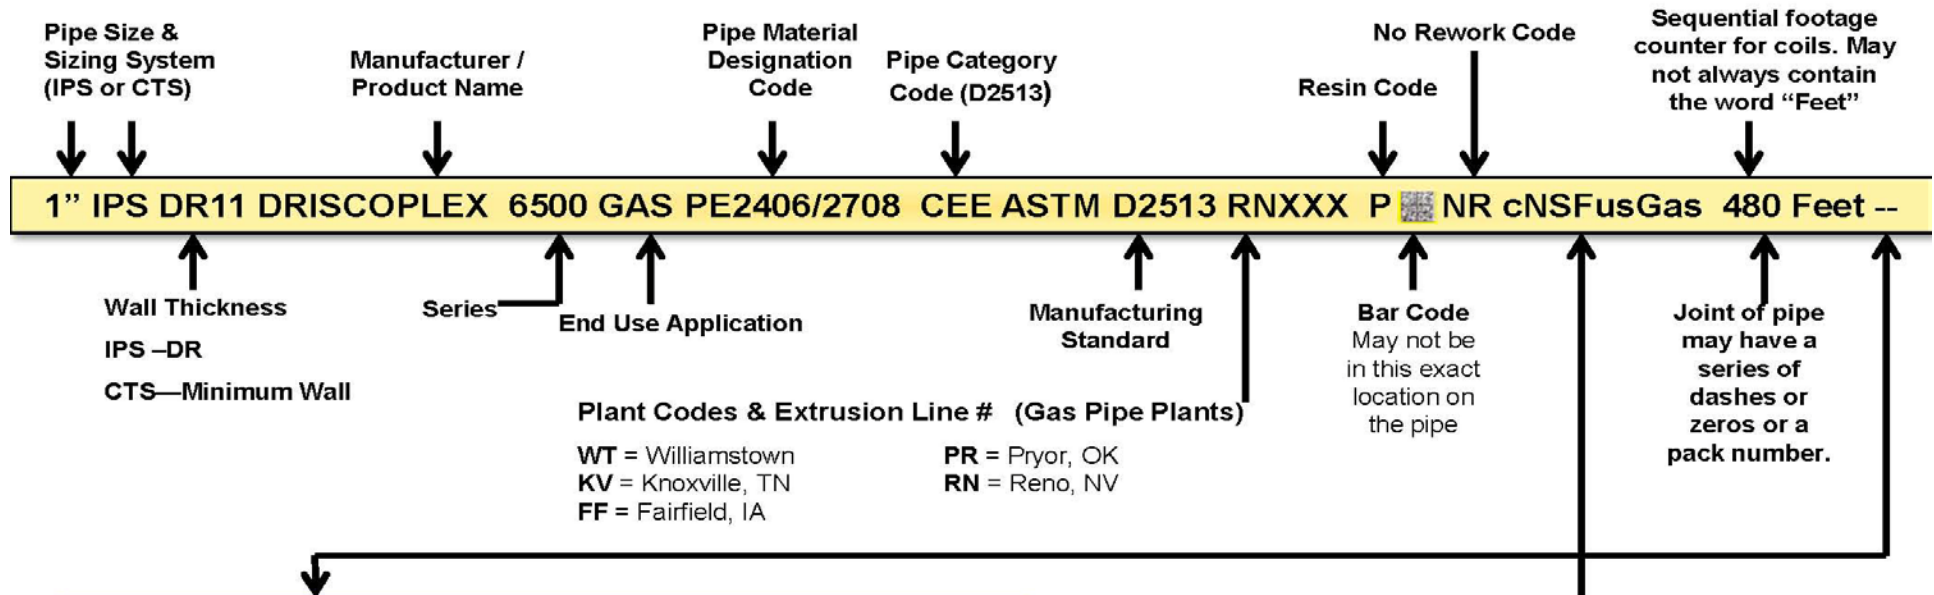 Pipe Size &
Sizing System
(IPS or CTS)
Manufacturer /
Product Name
Pipe Material
Designation
Code
Pipe Category
Code (D2513)
Resin Code
No Rework Code
Sequential footage
counter for coils. May
not always contain
the word “Feet”
1” IPS DR11 DRISCOPLEX 6500 GAS PE2406/2708 CEE ASTM D2513 RNXXX P NR cNSFusGas 480 Feet --
Wall Thickness
IPS –DR
CTS—Minimum Wall
Series
End Use Application
Manufacturing
Standard
Bar Code
May not be
in this exact
location on
the pipe
Joint of pipe
may have a
series of
dashes or
zeros or a
pack number.
Plant Codes & Extrusion Line # (Gas Pipe Plants)
WT = Williamstown
KV = Knoxville, TN
FF = Fairfield, IA
PR = Pryor, OK
RN = Reno, NV